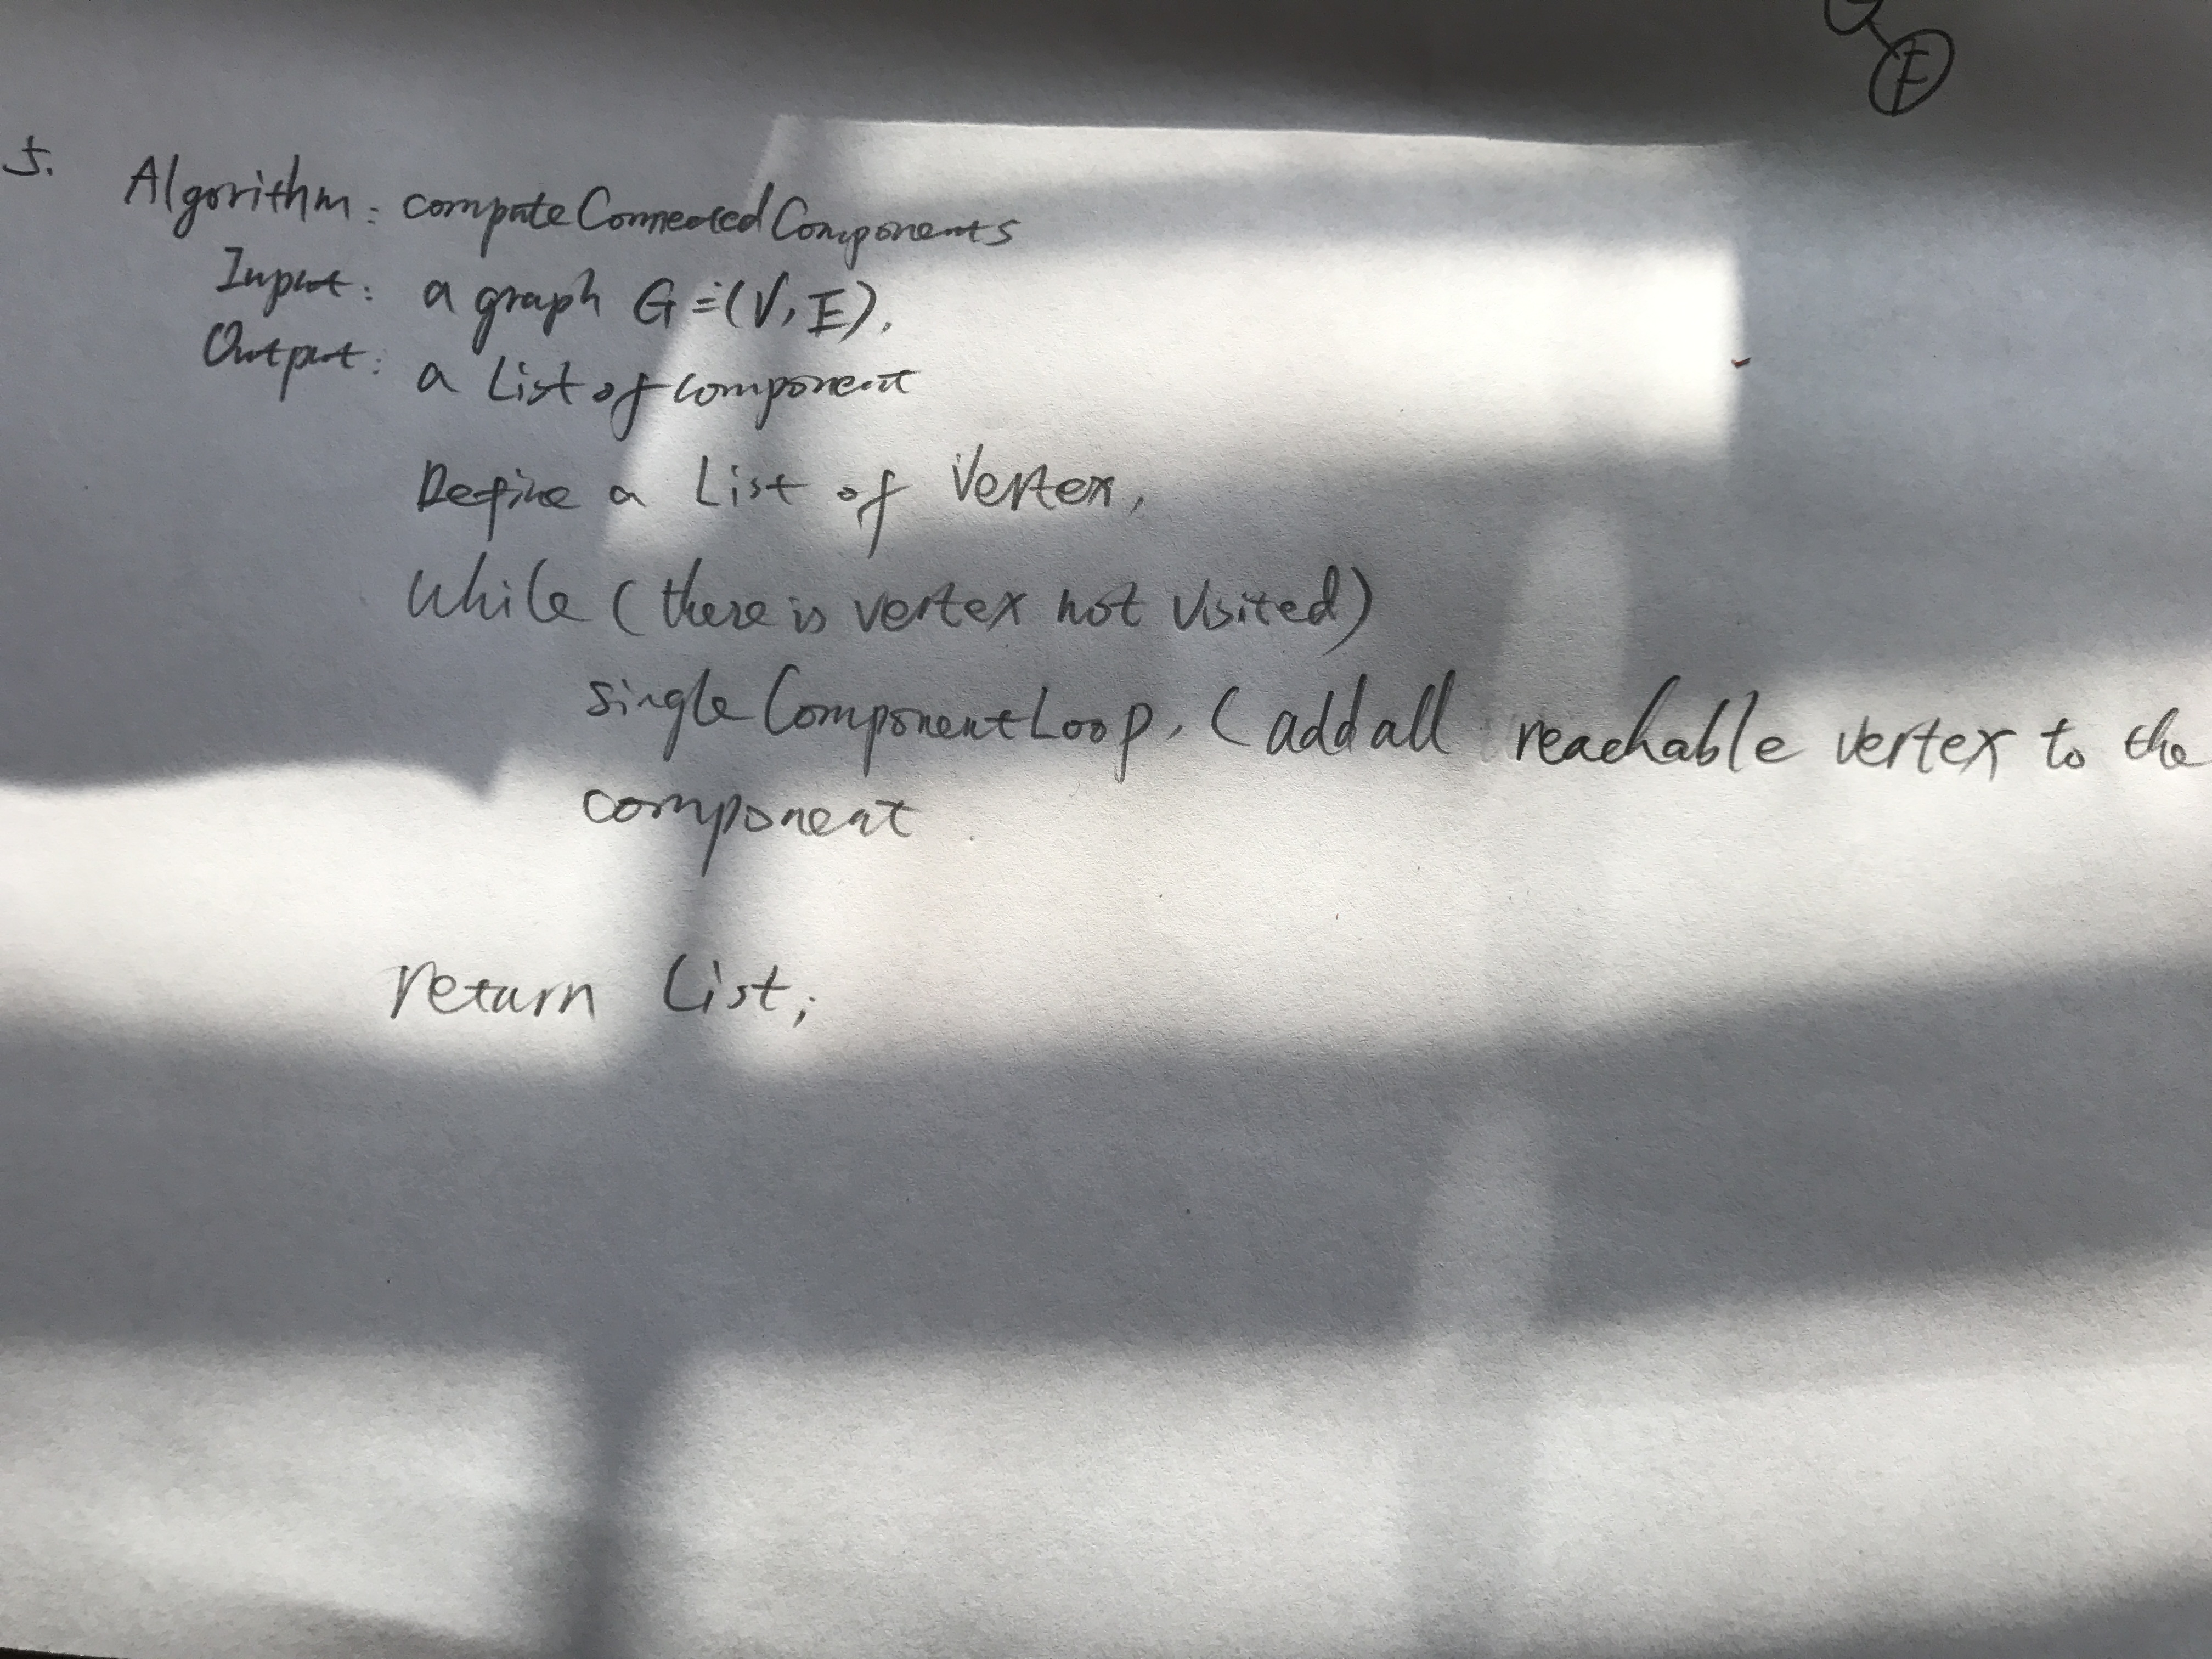 5.
Algorithm: computeConnectedComponents
Input: a graph G=(V,E).
Output: a List of Component
Define a List of Vertex,
while (there is vertex not visited)
singleComponentLoop, (add all reachable vertex to the
component
return List;
E